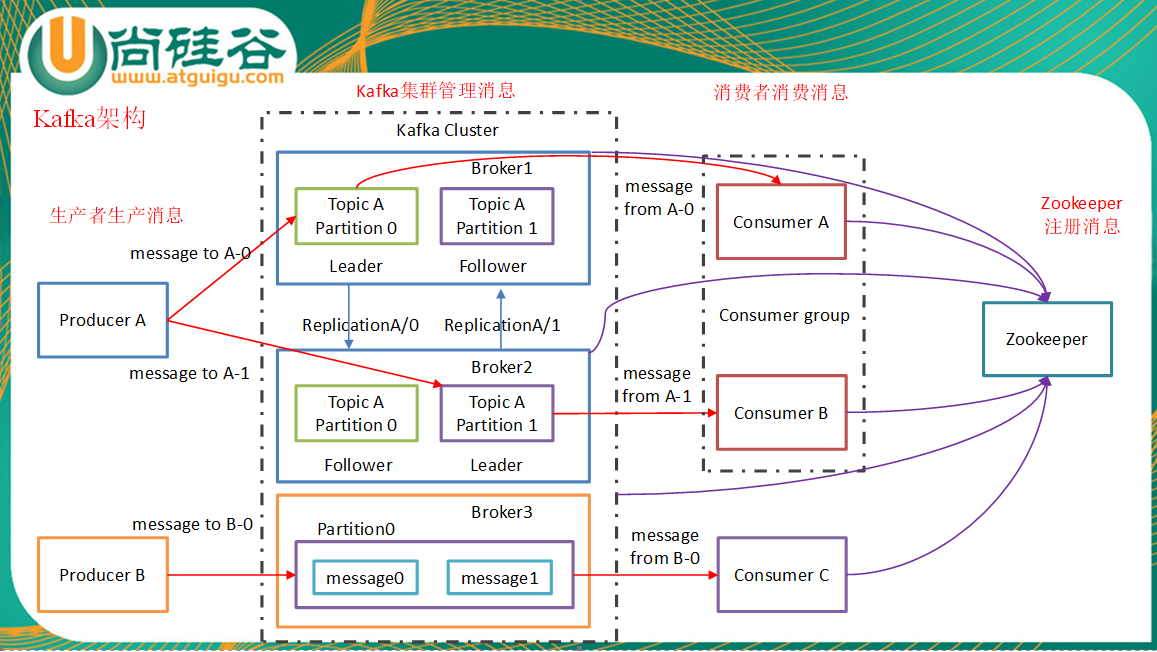 尚硅谷
www.atguigu.com
Kafka架构
Kafka集群管理消息
消费者消费消息
Kafka Cluster
Broker1
Topic A
Partition 0
Topic A
Partition 1
Leader
Follower
生产者生产消息
message to A-0
Producer A
message to A-1
ReplicationA/0
ReplicationA/1
Broker2
Topic A
Partition 0
Topic A
Partition 1
Follower
Leader
message
from A-0
Consumer A
Consumer group
message
from A-1
Consumer B
Zookeeper
注册消息
Zookeeper
message to B-0
Producer B
Broker3
Partition0
message0
message1
message
from B-0
Consumer C